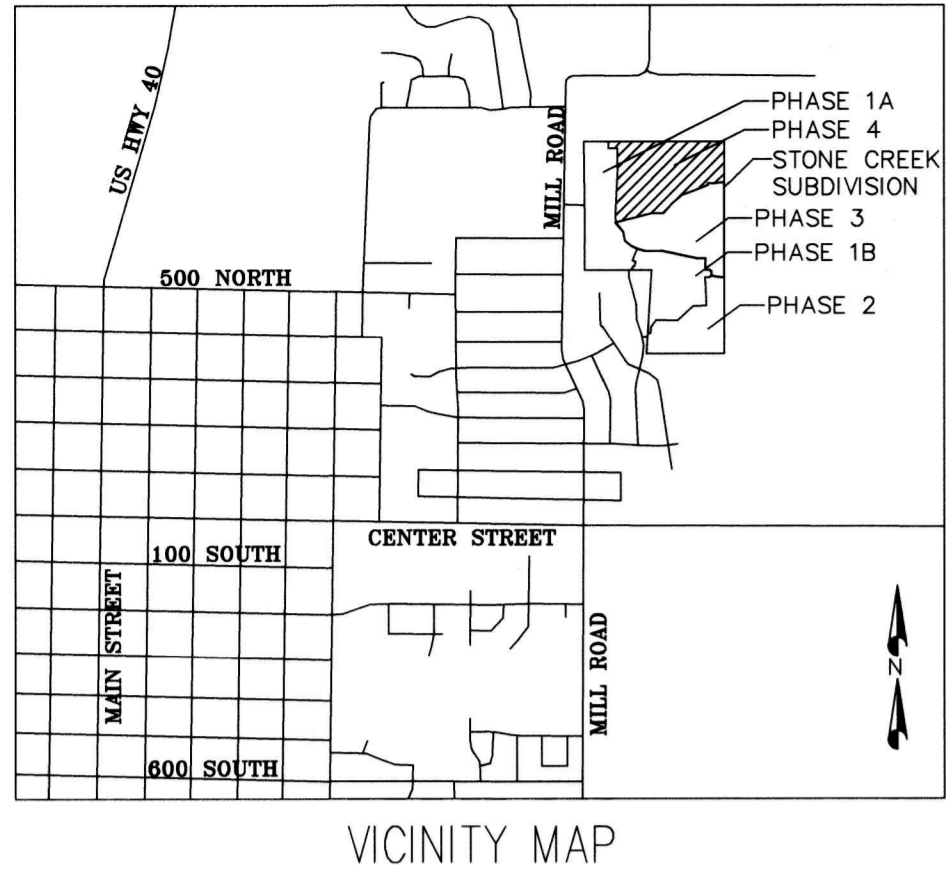 US HWY 40
MILL ROAD
PHASE 1A
PHASE 4
STONE CREEK
SUBDIVISION
PHASE 3
PHASE 1B
PHASE 2
500 NORTH
CENTER STREET
100 SOUTH
MAIN STREET
MILL ROAD
N
600 SOUTH
VICINITY MAP